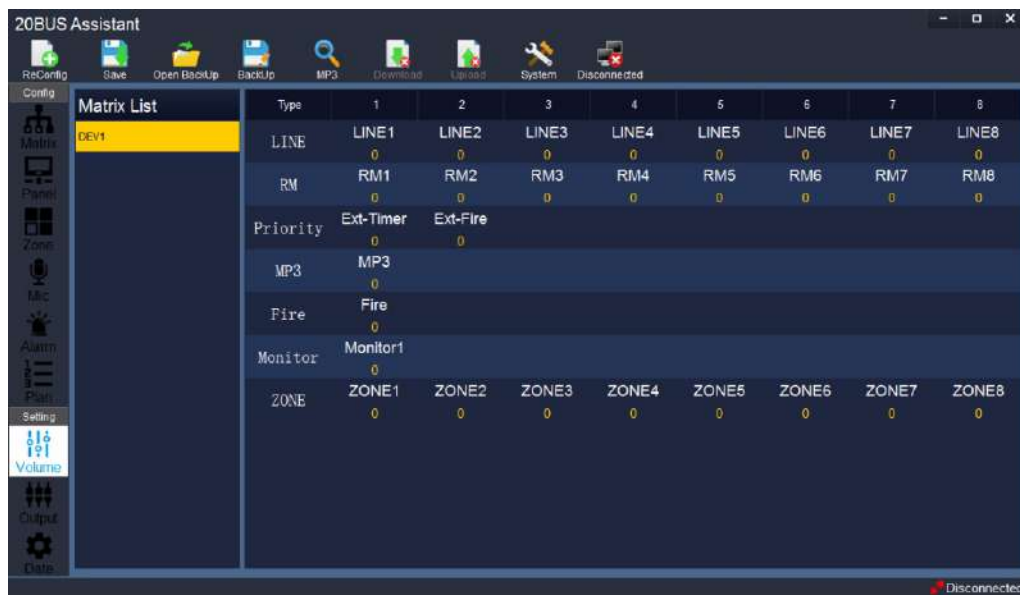 20BUS Assistant
ReConfig Save Open BackUp BackUp MP3 Download Upload System Disconnected
Config
Matrix
Panel
Zone
Mic
Alarm
Plan
Setting
Volume
Output
Date
Matrix List
DEV1
Type 1 2 3 4 5 6 7 8
LINE LINE1 LINE2 LINE3 LINE4 LINE5 LINE6 LINE7 LINE8
0 0 0 0 0 0 0 0
RM RM1 RM2 RM3 RM4 RM5 RM6 RM7 RM8
0 0 0 0 0 0 0 0
Priority Ext-Timer Ext-Fire
0 0
MP3 MP3
0
Fire Fire
0
Monitor Monitor1
0
ZONE ZONE1 ZONE2 ZONE3 ZONE4 ZONE5 ZONE6 ZONE7 ZONE8
0 0 0 0 0 0 0 0
Disconnected